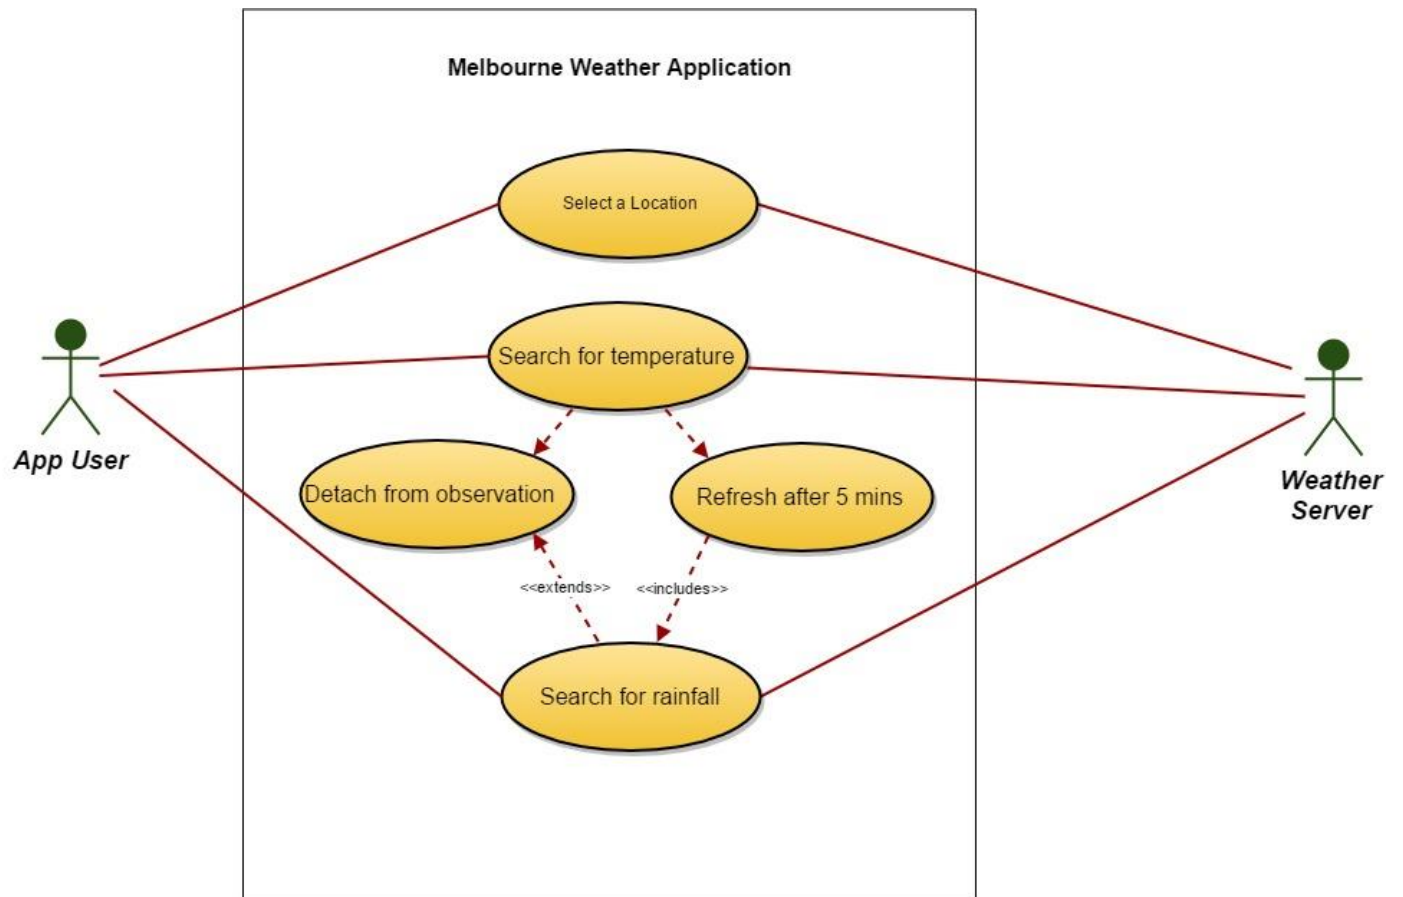 Melbourne Weather Application
Select a Location
Search for temperature
App User
Weather
Server
Detach from observation
Refresh after 5 mins
<<extends>>
<<includes>>
Search for rainfall